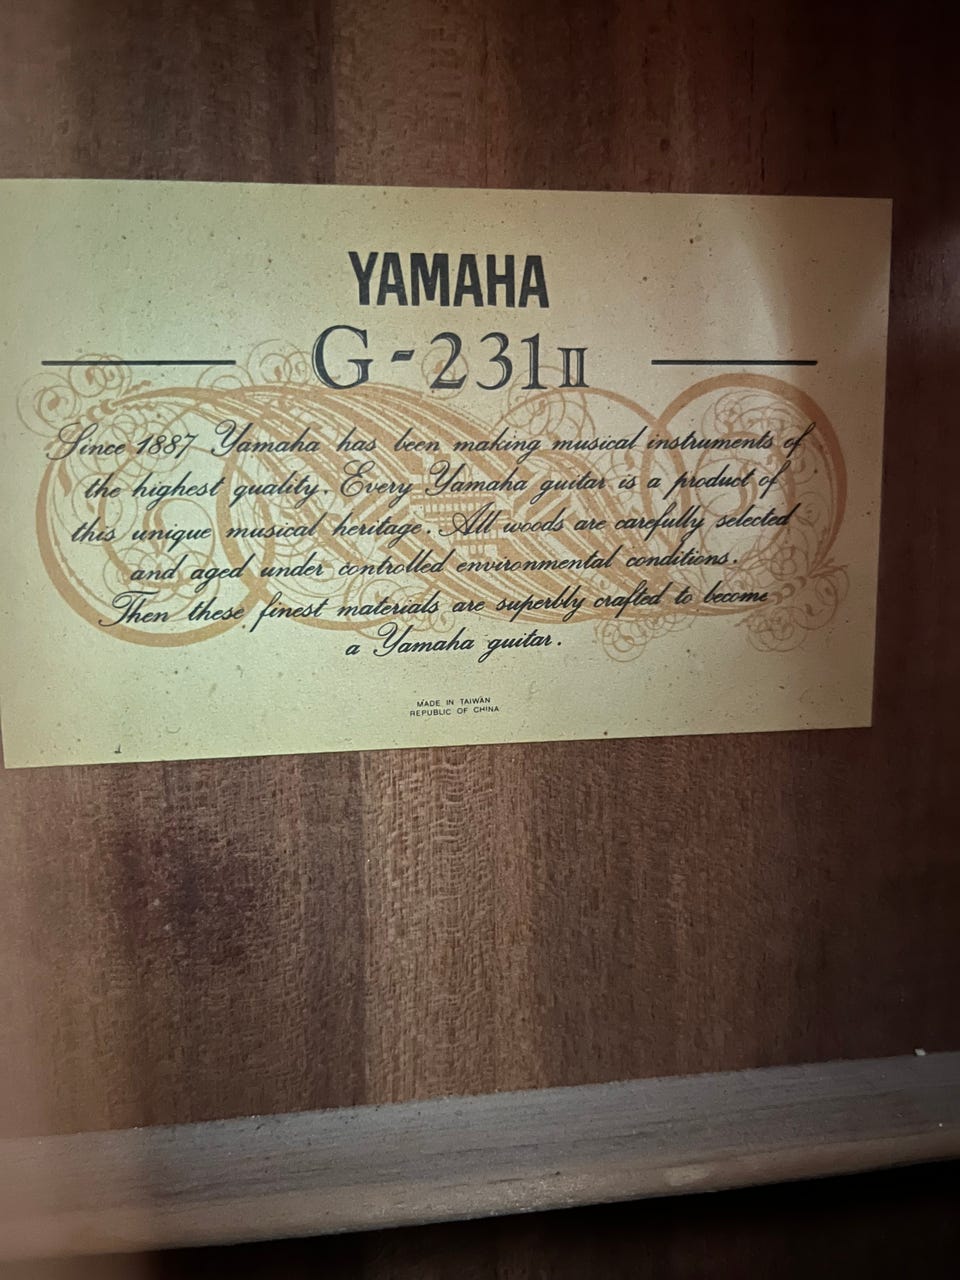 YAMAHA
G-231II
Since 1887 Yamaha has been making musical instruments of
the highest quality. Every Yamaha guitar is a product of
this unique musical heritage. All woods are carefully selected
and aged under controlled environmental conditions.
Then these finest materials are superbly crafted to become
a Yamaha guitar.
MADE IN TAIWAN
REPUBLIC OF CHINA